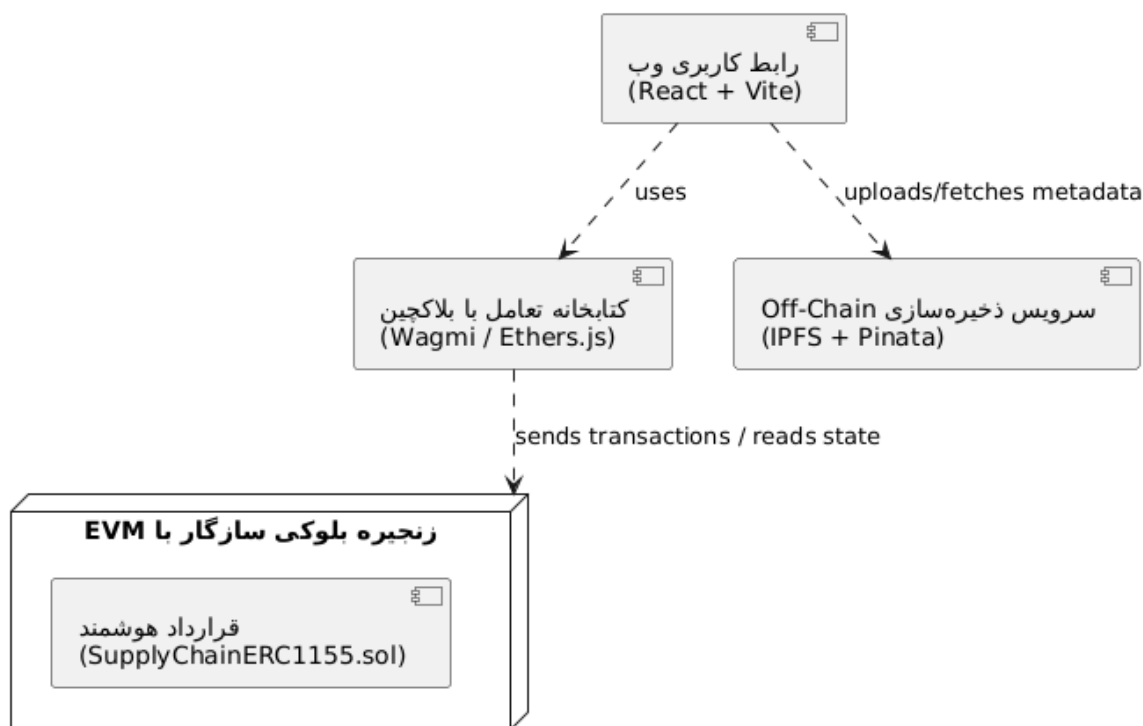 رابط کاربری وب
(React + Vite)
uses
uploads/fetches metadata
کتابخانه تعامل با بلاکچین
(Wagmi / Ethers.js)
سرویس ذخیره‌سازی Off-Chain
(IPFS + Pinata)
sends transactions / reads state
زنجیره بلوکی سازگار با EVM
قرارداد هوشمند
(SupplyChainERC1155.sol)